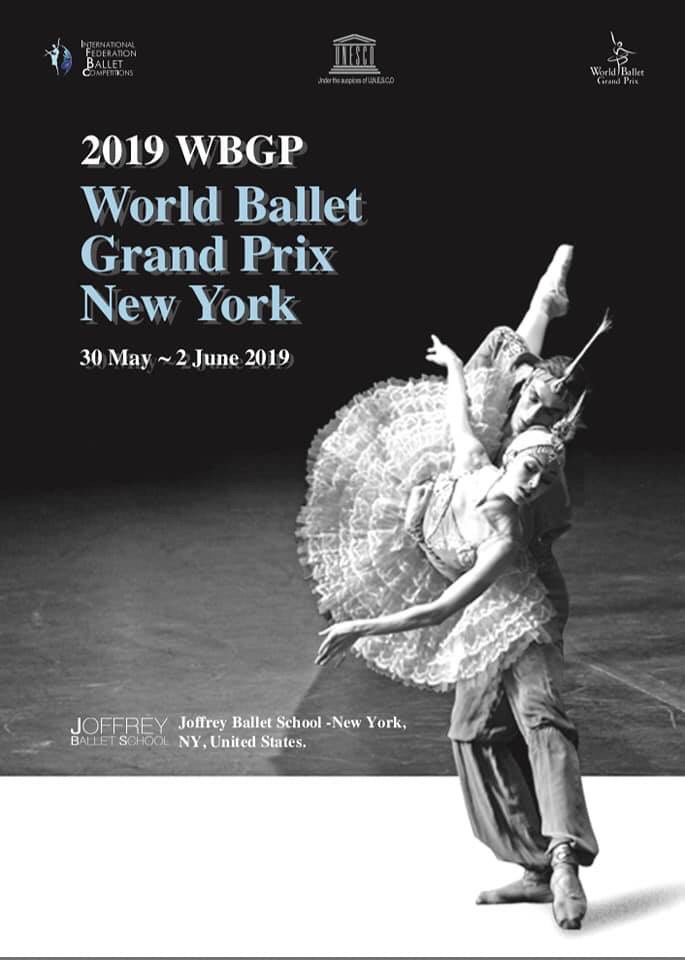 INTERNATIONAL
FEDERATION
BALLET
COMPETITIONS
UNESCO
Under the auspices of U.N.E.S.C.O
World Ballet
Grand Prix
2019 WBGP
World Ballet
Grand Prix
New York
30 May ~ 2 June 2019
JOFFREY
BALLET SCHOOL
Joffrey Ballet School -New York,
NY, United States.